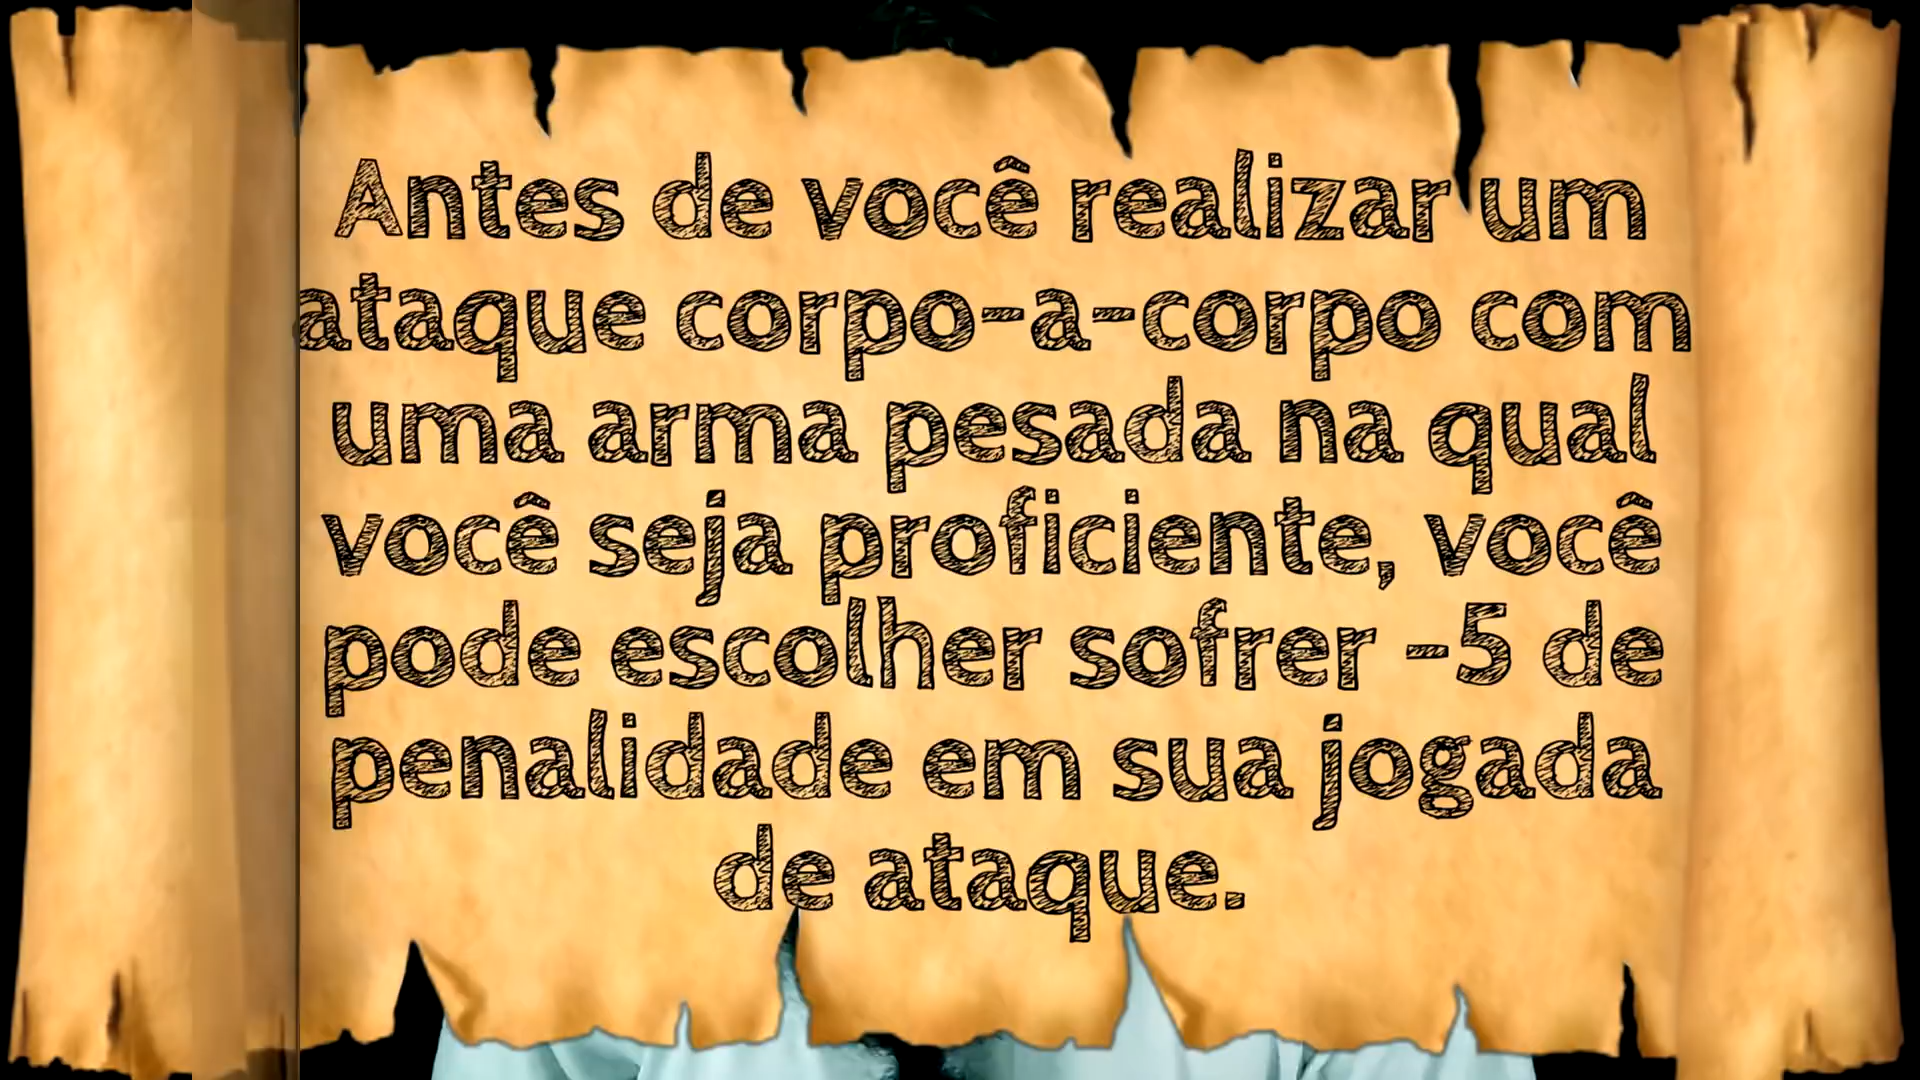 Antes de você realizar um
ataque corpo-a-corpo com
uma arma pesada na qual
você seja proficiente, você
pode escolher sofrer -5 de
penalidade em sua jogada
de ataque.